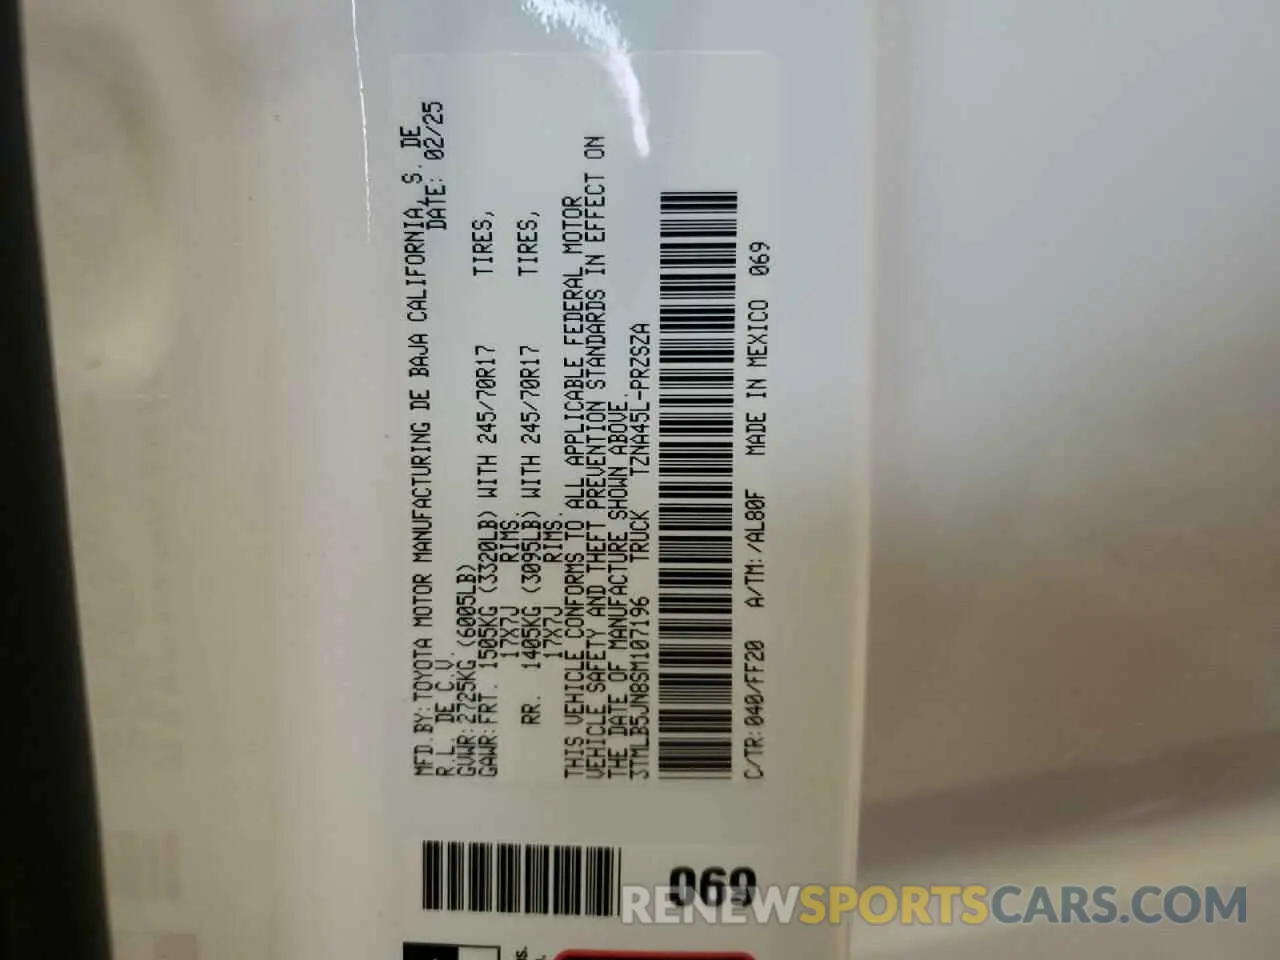 MFD.BY:TOYOTA MOTOR MANUFACTURING DE BAJA CALIFORNIA, S. DE
R.L. DE C.V. DATE: 02/25
GVWR:2725KG (6005LB)
GAWR:FRT. 1505KG (3320LB) WITH 245/70R17 TIRES,
17X7J RIMS.
RR. 1405KG (3095LB) WITH 245/70R17 TIRES,
17X7J RIMS.
THIS VEHICLE CONFORMS TO ALL APPLICABLE FEDERAL MOTOR
VEHICLE SAFETY AND THEFT PREVENTION STANDARDS IN EFFECT ON
THE DATE OF MANUFACTURE SHOWN ABOVE.
3TMLB5JN8SM107196 TRUCK TZNA45L-PRZSZA
C/TR:040/FF20 A/TM:/AL80F MADE IN MEXICO 069
069
RENEWSPORTSCARS.COM